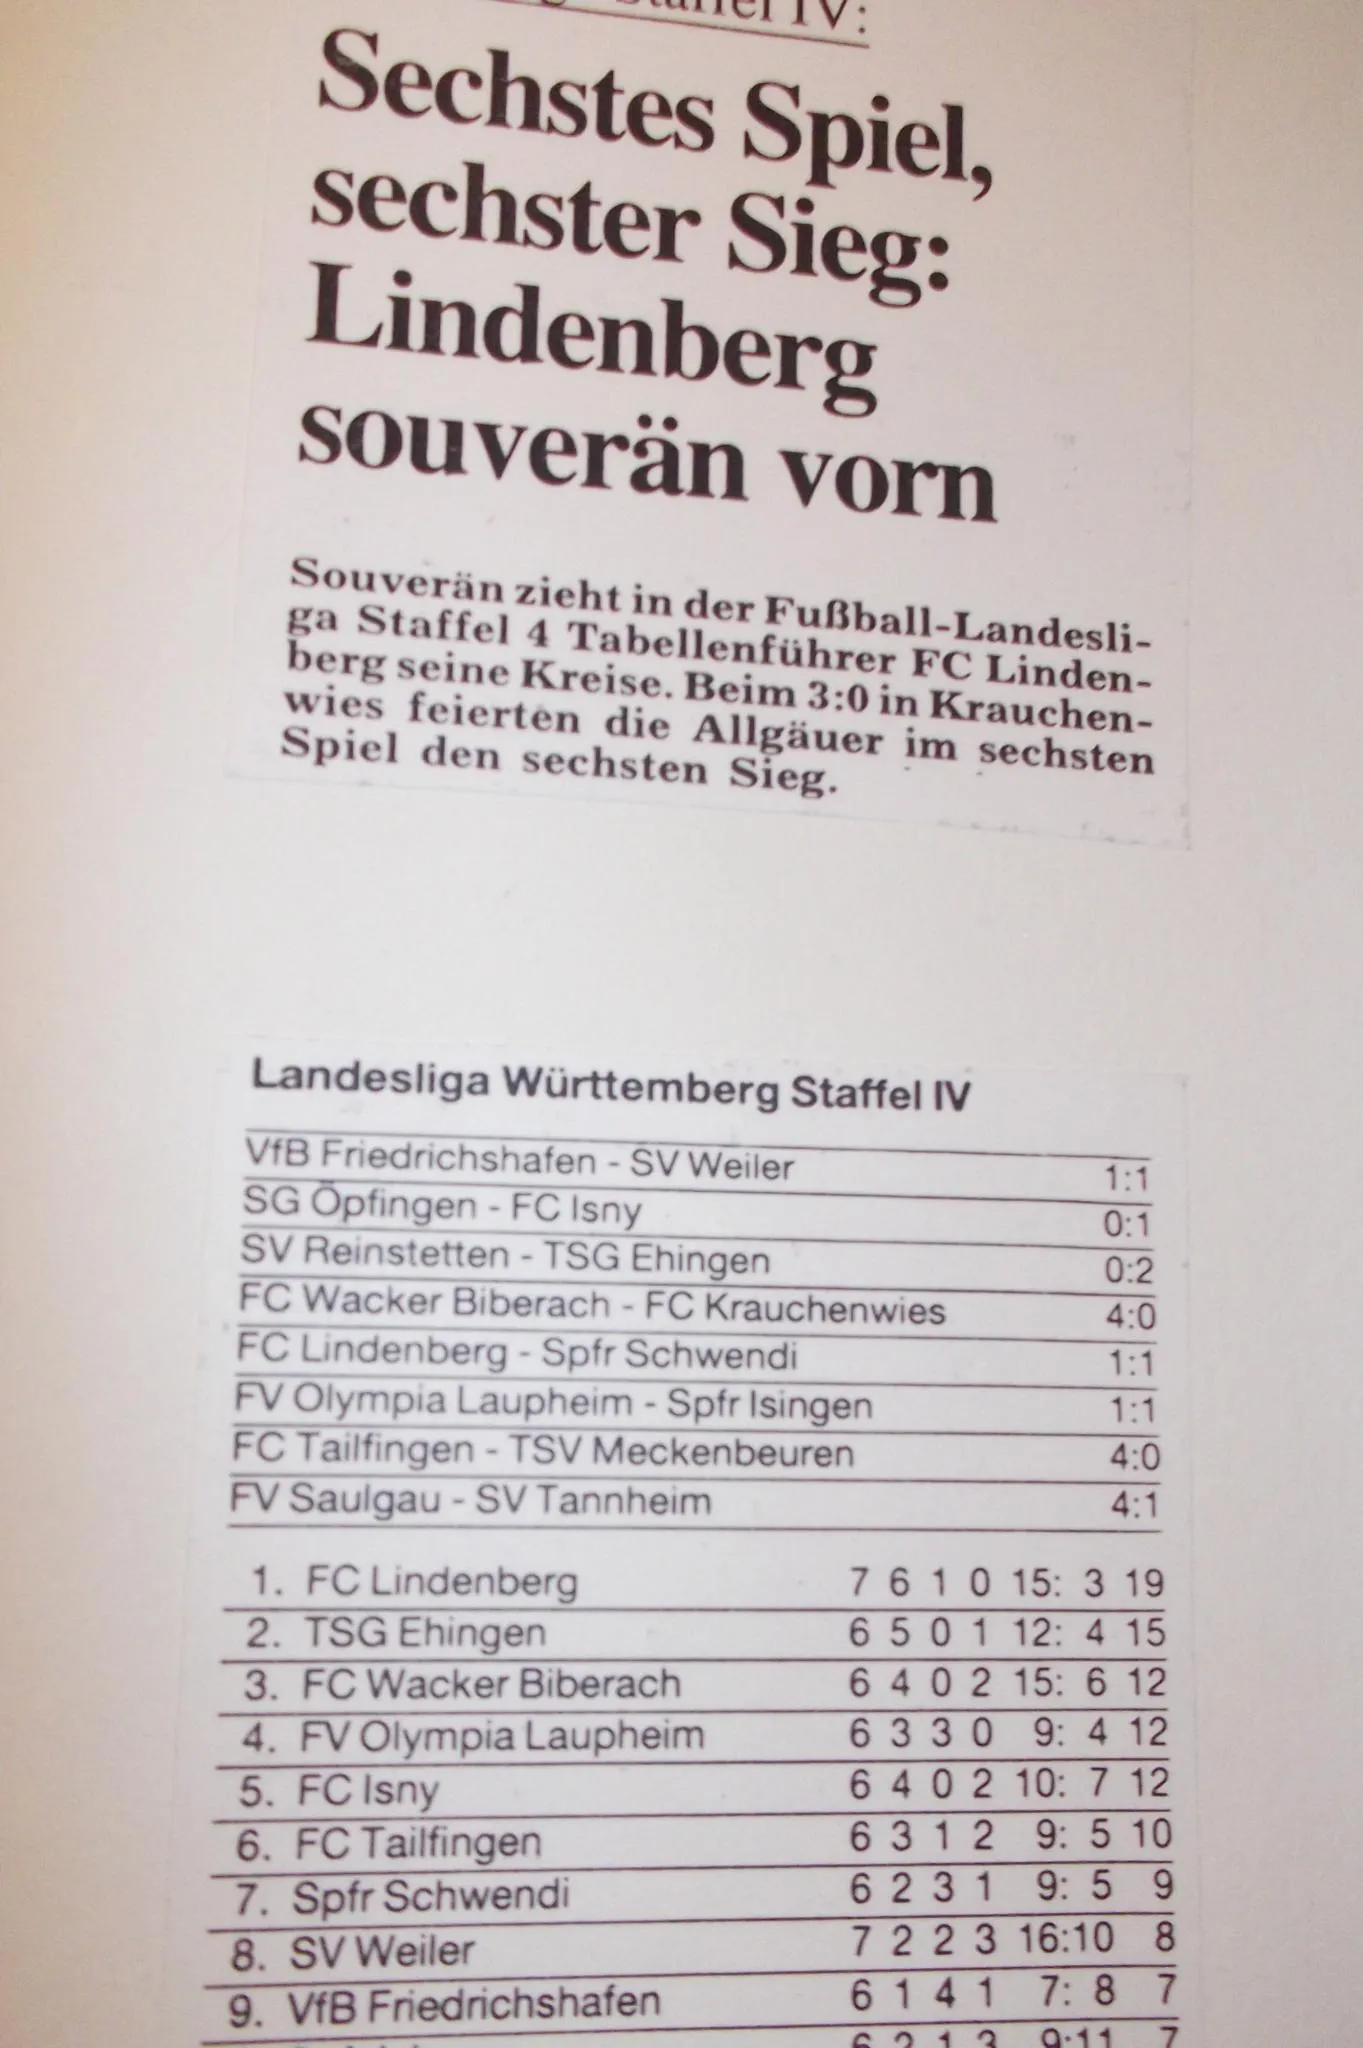 Staffel IV:
Sechstes Spiel,
sechster Sieg:
Lindenberg
souverän vorn
Souverän zieht in der Fußball-Landesli-
ga Staffel 4 Tabellenführer FC Linden-
berg seine Kreise. Beim 3:0 in Krauchen-
wies feierten die Allgäuer im sechsten
Spiel den sechsten Sieg.
Landesliga Württemberg Staffel IV
VfB Friedrichshafen - SV Weiler 1:1
SG Öpfingen - FC Isny 0:1
SV Reinstetten - TSG Ehingen 0:2
FC Wacker Biberach - FC Krauchenwies 4:0
FC Lindenberg - Spfr Schwendi 1:1
FV Olympia Laupheim - Spfr Isingen 1:1
FC Tailfingen - TSV Meckenbeuren 4:0
FV Saulgau - SV Tannheim 4:1
1. FC Lindenberg 7 6 1 0 15: 3 19
2. TSG Ehingen 6 5 0 1 12: 4 15
3. FC Wacker Biberach 6 4 0 2 15: 6 12
4. FV Olympia Laupheim 6 3 3 0 9: 4 12
5. FC Isny 6 4 0 2 10: 7 12
6. FC Tailfingen 6 3 1 2 9: 5 10
7. Spfr Schwendi 6 2 3 1 9: 5 9
8. SV Weiler 7 2 2 3 16:10 8
9. VfB Friedrichshafen 6 1 4 1 7: 8 7
6 2 1 3 9:11 7